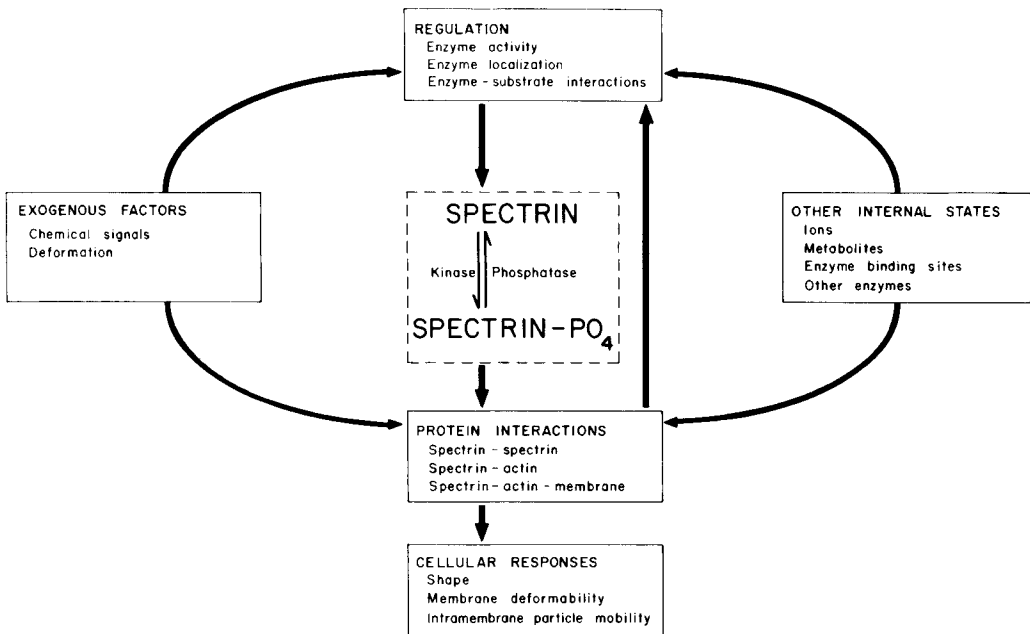 REGULATION
Enzyme activity
Enzyme localization
Enzyme - substrate interactions
EXOGENOUS FACTORS
Chemical signals
Deformation
SPECTRIN
Kinase Phosphatase
SPECTRIN-PO4
OTHER INTERNAL STATES
Ions
Metabolites
Enzyme binding sites
Other enzymes
PROTEIN INTERACTIONS
Spectrin - spectrin
Spectrin - actin
Spectrin - actin - membrane
CELLULAR RESPONSES
Shape
Membrane deformability
Intramembrane particle mobility